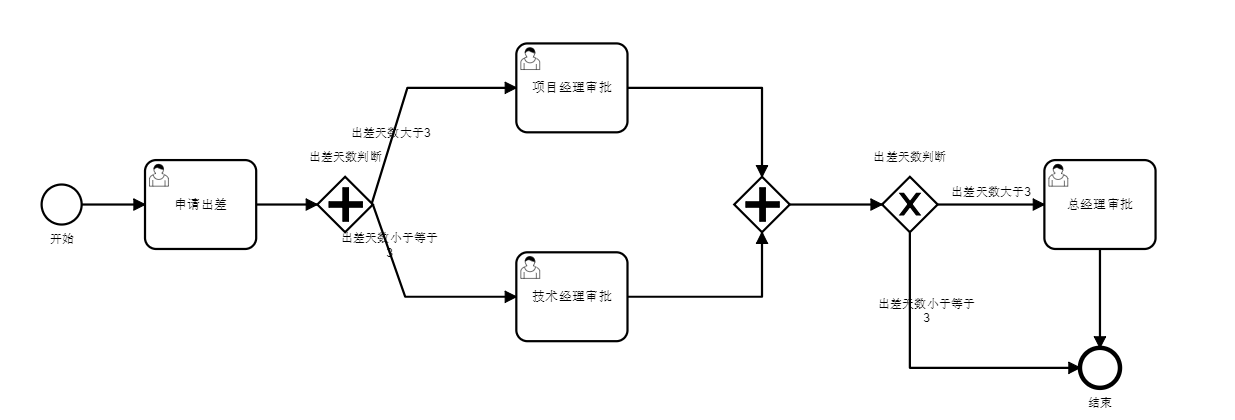 项目经理审批
出差天数大于3
出差天数判断
申请出差
开始
出差天数小于等于
3
技术经理审批
出差天数判断
出差天数大于3
总经理审批
出差天数小于等于
3
结束